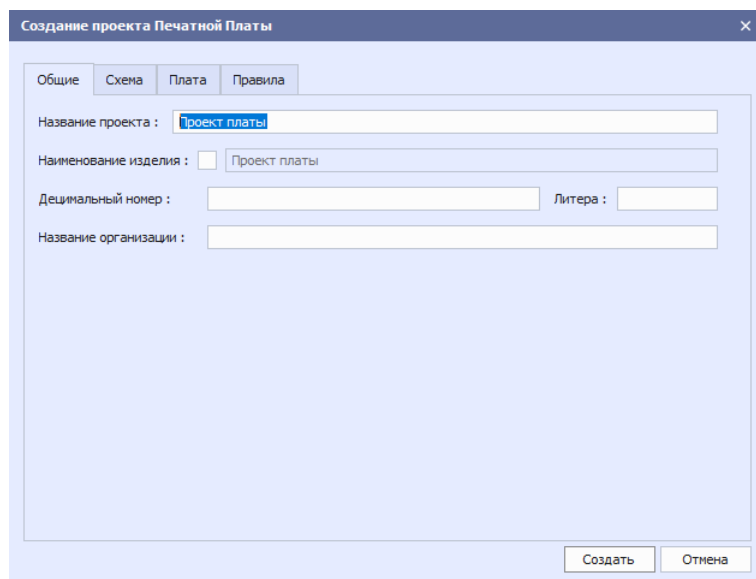 Создание проекта Печатной Платы
Общие Схема Плата Правила
Название проекта : Проект платы
Наименование изделия : Проект платы
Децимальный номер : Литера :
Название организации :
Создать Отмена